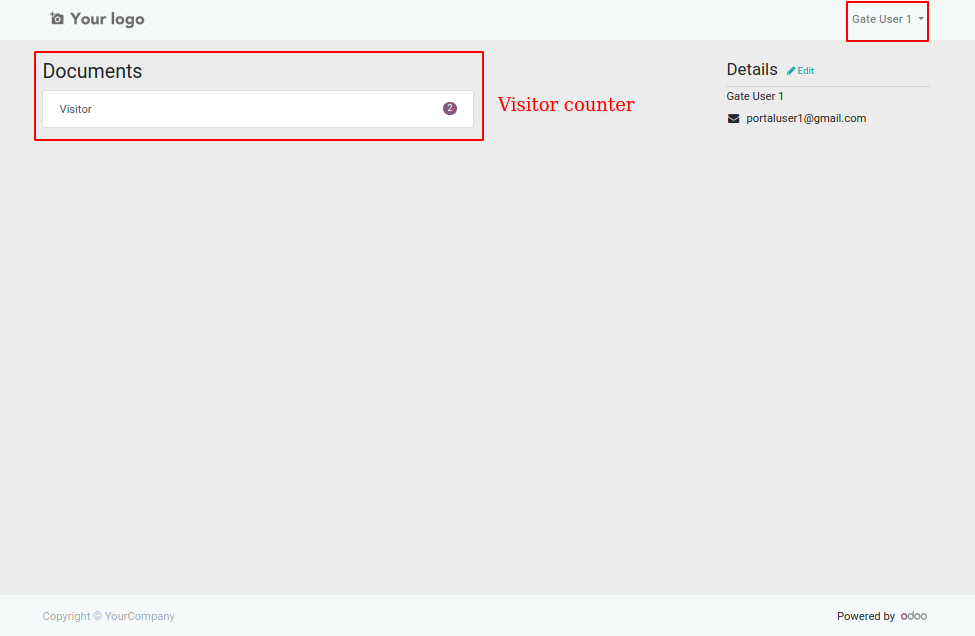 Your logo
Gate User 1
Documents
Visitor
2
Visitor counter
Details
Edit
Gate User 1
portaluser1@gmail.com
Copyright © YourCompany
Powered by odoo